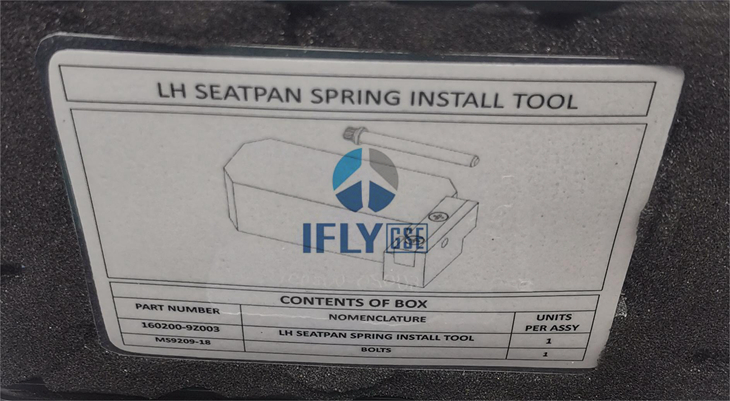 LH SEATPAN SPRING INSTALL TOOL
IFLY GSE
CONTENTS OF BOX
PART NUMBER NOMENCLATURE UNITS PER ASSY
160200-9Z003 LH SEATPAN SPRING INSTALL TOOL 1
MS9209-18 BOLTS 1